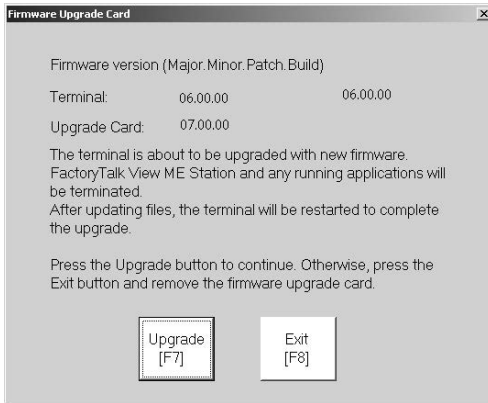 Firmware Upgrade Card
Firmware version (Major.Minor.Patch.Build)
Terminal: 06.00.00 06.00.00
Upgrade Card: 07.00.00
The terminal is about to be upgraded with new firmware.
FactoryTalk View ME Station and any running applications will
be terminated.
After updating files, the terminal will be restarted to complete
the upgrade.
Press the Upgrade button to continue. Otherwise, press the
Exit button and remove the firmware upgrade card.
Upgrade
[F7]
Exit
[F8]